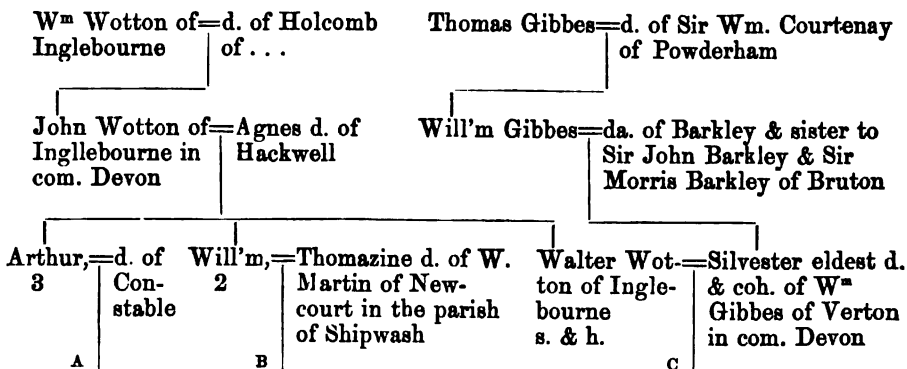 Wᵐ Wotton of=d. of Holcomb
Inglebourne of ...
Thomas Gibbes=d. of Sir Wm. Courtenay
of Powderham
John Wotton of=Agnes d. of
Ingllebourne in Hackwell
com. Devon
Will'm Gibbes=da. of Barkley & sister to
Sir John Barkley & Sir
Morris Barkley of Bruton
Arthur,=d. of
3 Con-
stable
A
Will'm,=Thomazine d. of W.
2 Martin of New-
court in the parish
of Shipwash
B
Walter Wot-=Silvester eldest d.
ton of Ingle- & coh. of Wᵐ
bourne Gibbes of Verton
s. & h. in com. Devon
C